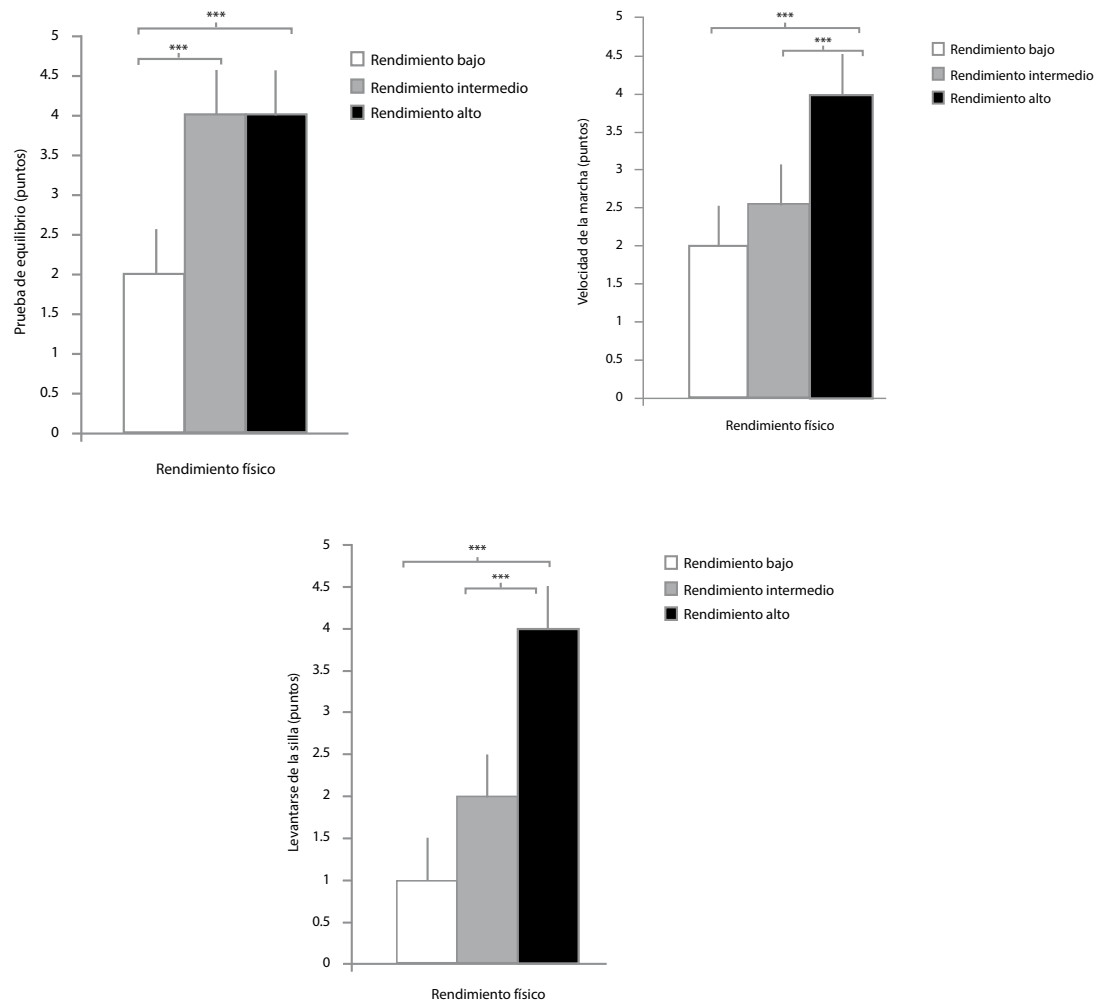 ***
***
5
4.5
4
3.5
3
2.5
2
1.5
1
0.5
0
Prueba de equilibrio (puntos)
Rendimiento físico
Rendimiento bajo
Rendimiento intermedio
Rendimiento alto
***
***
5
4.5
4
3.5
3
2.5
2
1.5
1
0.5
0
Velocidad de la marcha (puntos)
Rendimiento físico
Rendimiento bajo
Rendimiento intermedio
Rendimiento alto
***
***
5
4.5
4
3.5
3
2.5
2
1.5
1
0.5
0
Levantarse de la silla (puntos)
Rendimiento físico
Rendimiento bajo
Rendimiento intermedio
Rendimiento alto